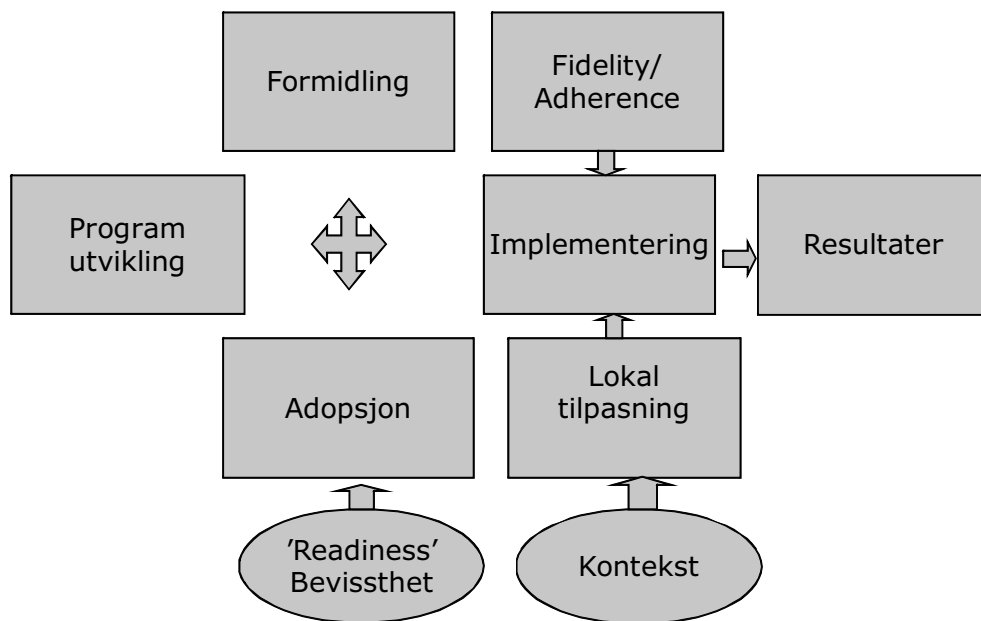 Formidling
Fidelity/
Adherence
Program
utvikling
Implementering
Resultater
Adopsjon
Lokal
tilpasning
’Readiness’
Bevissthet
Kontekst